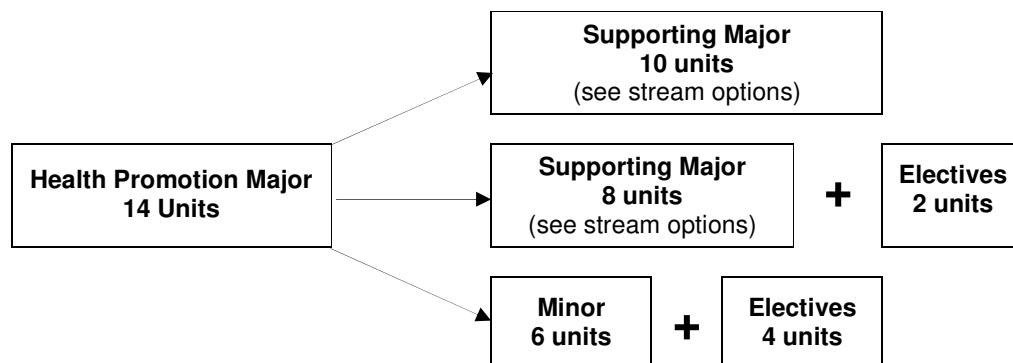 Supporting Major
10 units
(see stream options)
Health Promotion Major
14 Units
Supporting Major
8 units
(see stream options)
+
Electives
2 units
Minor
6 units
+
Electives
4 units